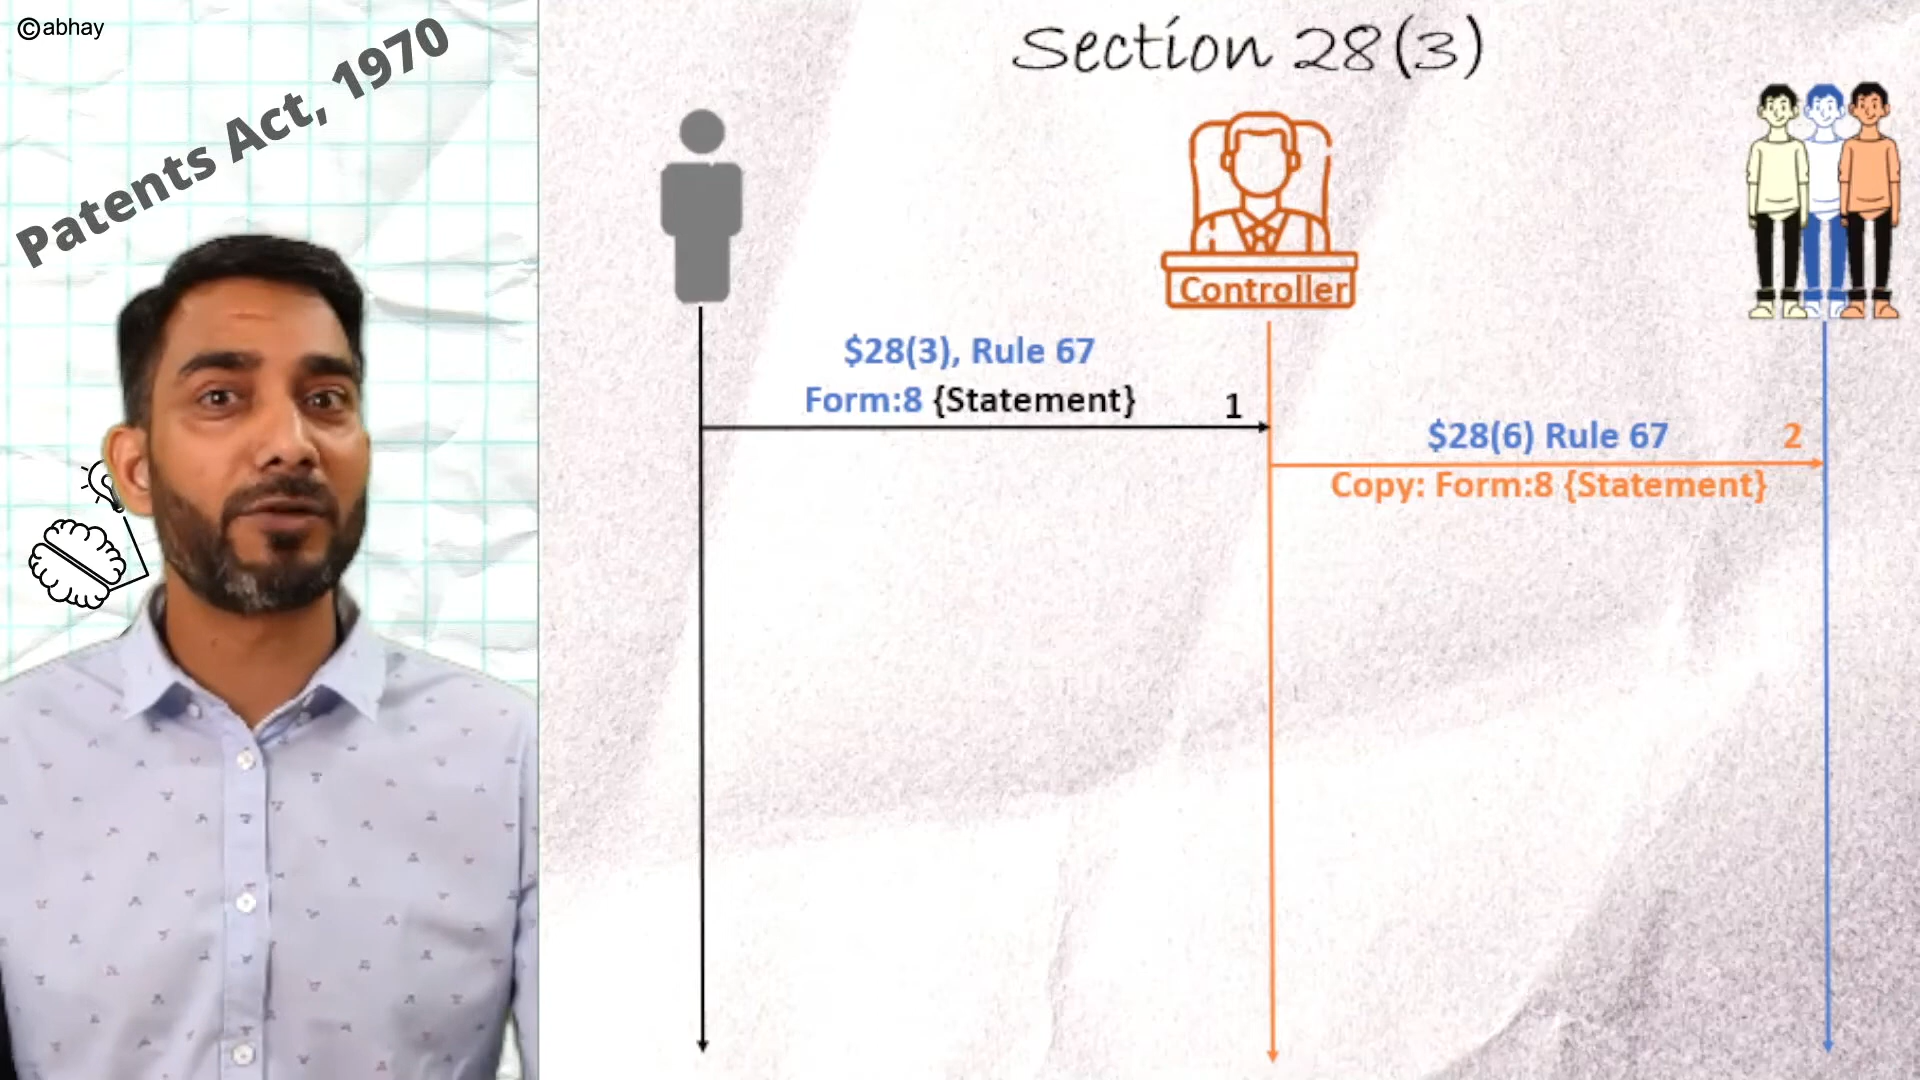 ©abhay
Patents Act, 1970
Section 28(3)
Controller
$28(3), Rule 67
Form:8 {Statement}
1
$28(6) Rule 67
2
Copy: Form:8 {Statement}